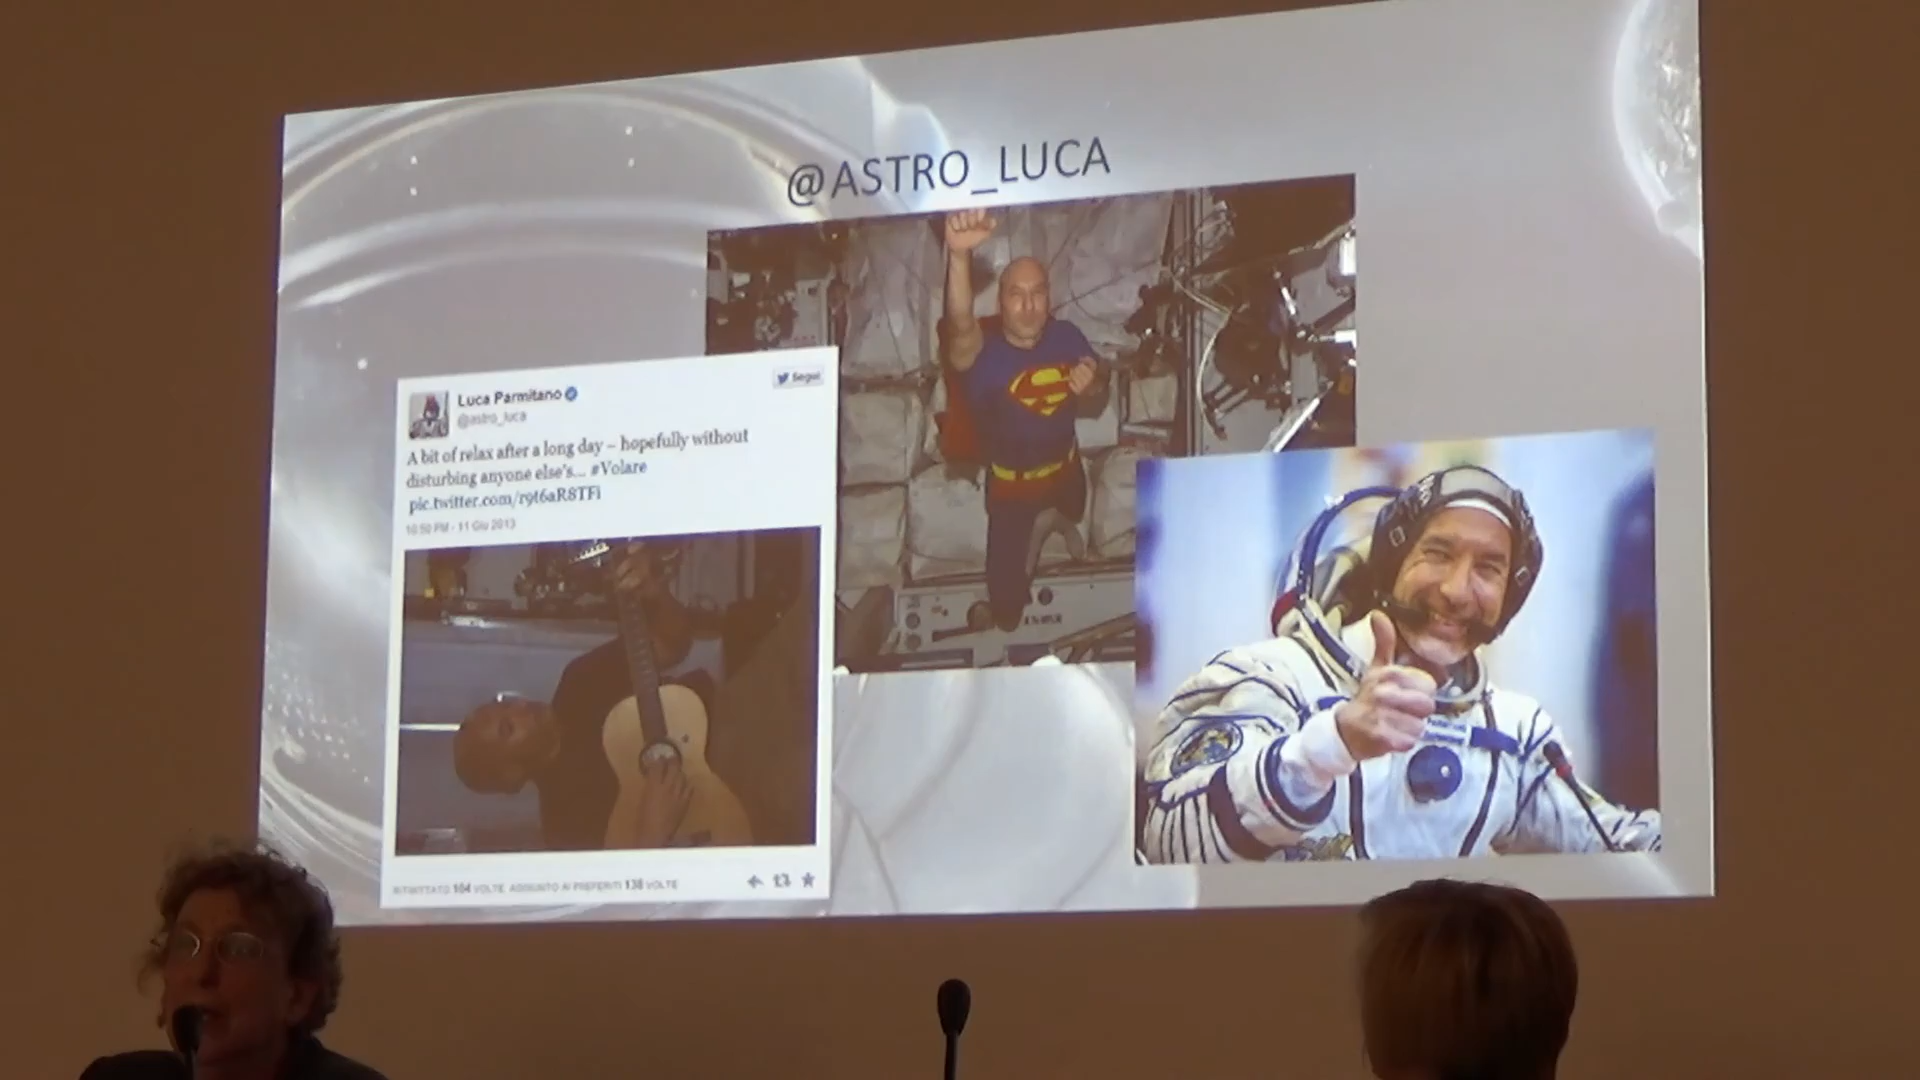 @ASTRO_LUCA
Luca Parmitano
Segui
@astro_luca
A bit of relax after a long day – hopefully without
disturbing anyone else's... #Volare
pic.twitter.com/r9t6aR8TFi
10:50 PM - 11 Giu 2013
RITWITTATO 164 VOLTE AGGIUNTO AI PREFERITI 138 VOLTE